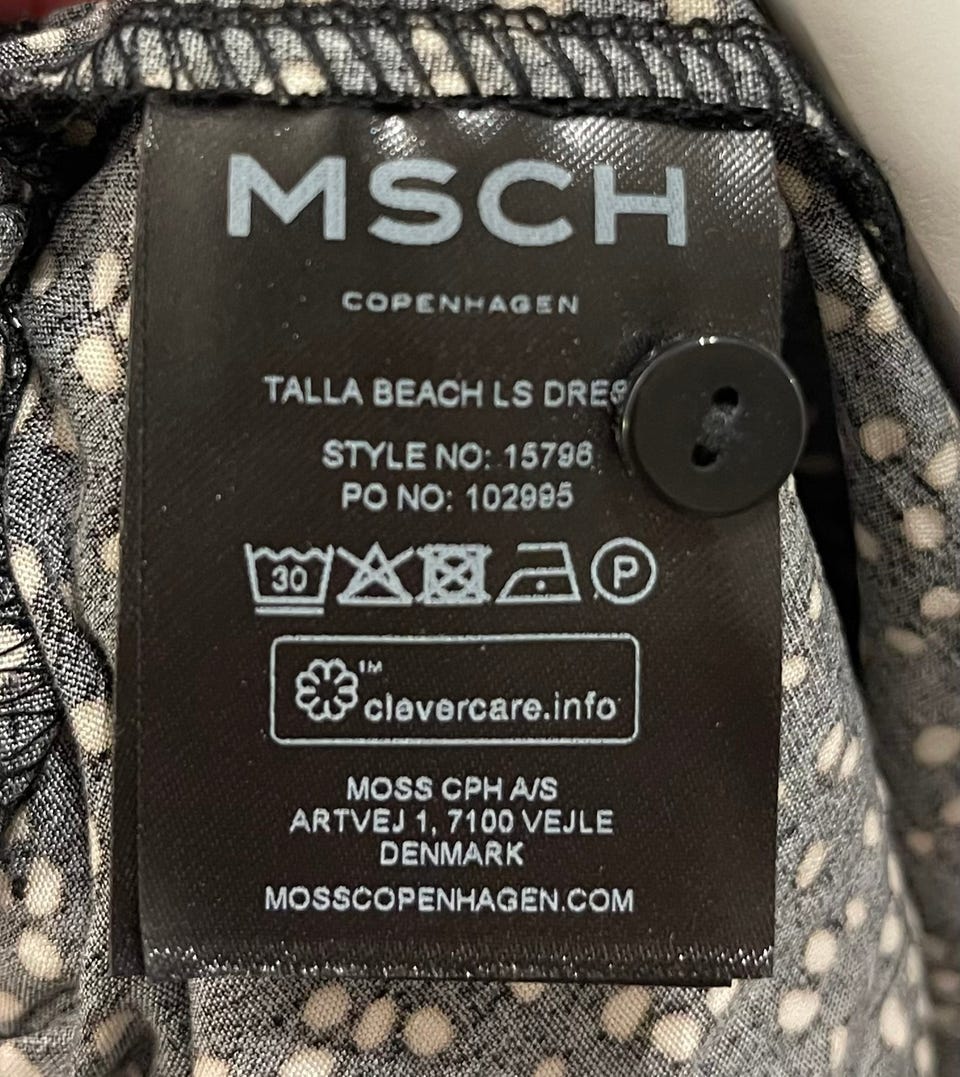 MSCH
COPENHAGEN
TALLA BEACH LS DRES
STYLE NO: 15796
PO NO: 102995
30 P
TM
clevercare.info
MOSS CPH A/S
ARTVEJ 1, 7100 VEJLE
DENMARK
MOSSCOPENHAGEN.COM